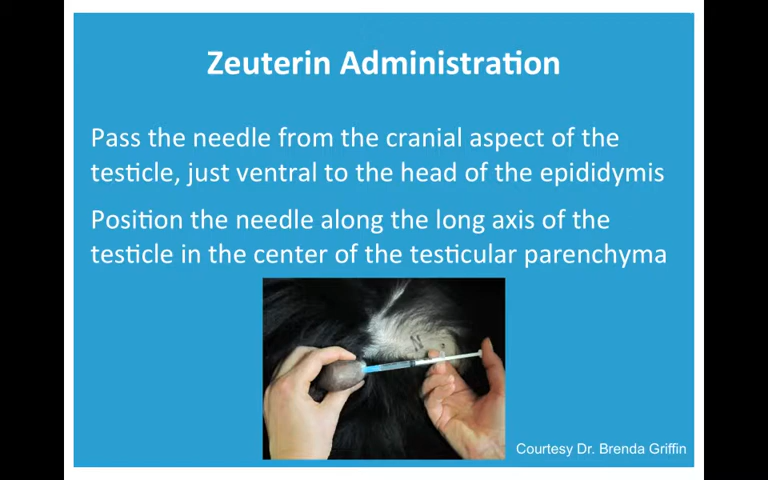 Zeuterin Administration
Pass the needle from the cranial aspect of the
testicle, just ventral to the head of the epididymis
Position the needle along the long axis of the
testicle in the center of the testicular parenchyma
Courtesy Dr. Brenda Griffin